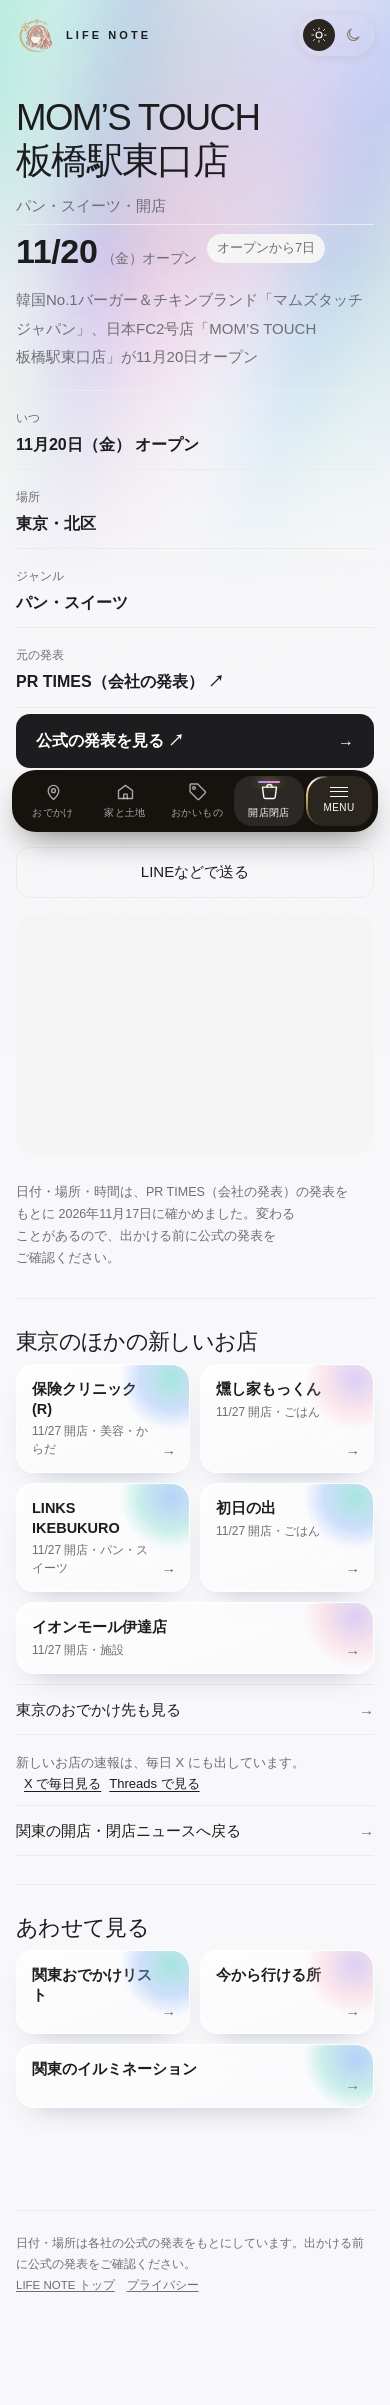 LIFE NOTE
MOM’S TOUCH
板橋駅東口店
パン・スイーツ・開店
11/20 （金）オープン オープンから7日
韓国No.1バーガー＆チキンブランド「マムズタッチ
ジャパン」、日本FC2号店「MOM’S TOUCH
板橋駅東口店」が11月20日オープン
いつ
11月20日（金） オープン
場所
東京・北区
ジャンル
パン・スイーツ
元の発表
PR TIMES（会社の発表） ↗
公式の発表を見る ↗ →
おでかけ 家と土地 おかいもの 開店閉店 MENU
LINEなどで送る
日付・場所・時間は、PR TIMES（会社の発表）の発表を
もとに 2026年11月17日に確かめました。変わる
ことがあるので、出かける前に公式の発表を
ご確認ください。
東京のほかの新しいお店
保険クリニック
(R)
11/27 開店・美容・か
らだ →
燻し家もっくん
11/27 開店・ごはん
→
LINKS
IKEBUKURO
11/27 開店・パン・ス
イーツ →
初日の出
11/27 開店・ごはん
→
イオンモール伊達店
11/27 開店・施設 →
東京のおでかけ先も見る →
新しいお店の速報は、毎日 X にも出しています。
X で毎日見る Threads で見る
関東の開店・閉店ニュースへ戻る →
あわせて見る
関東おでかけリス
ト →
今から行ける所
→
関東のイルミネーション
→
日付・場所は各社の公式の発表をもとにしています。出かける前
に公式の発表をご確認ください。
LIFE NOTE トップ プライバシー